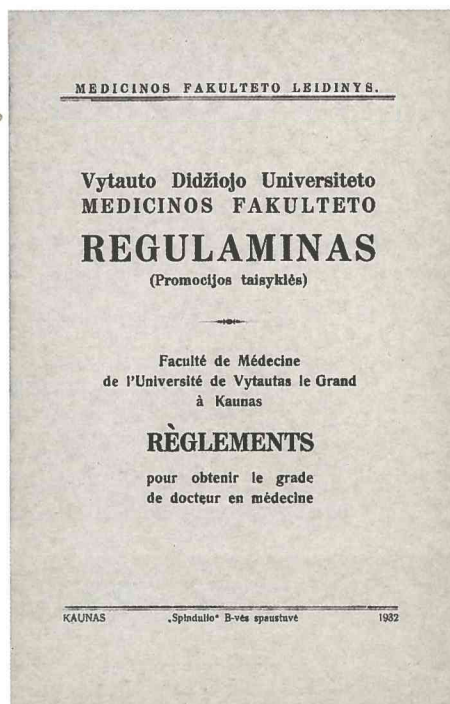 MEDICINOS FAKULTETO LEIDINYS.
Vytauto Didžiojo Universiteto
MEDICINOS FAKULTETO
REGULAMINAS
(Promocijos taisyklės)
Faculté de Médecine
de l'Université de Vytautas le Grand
à Kaunas
RÈGLEMENTS
pour obtenir le grade
de docteur en médecine
KAUNAS „Spindulio“ B-vės spaustuvė 1932